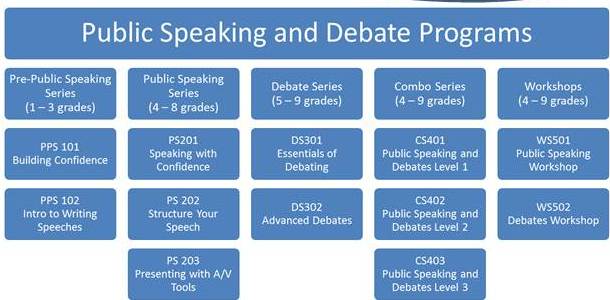 Public Speaking and Debate Programs
Pre-Public Speaking
Series
(1 – 3 grades)
PPS 101
Building Confidence
PPS 102
Intro to Writing
Speeches
Public Speaking
Series
(4 – 8 grades)
PS201
Speaking with
Confidence
PS 202
Structure Your
Speech
PS 203
Presenting with A/V
Tools
Debate Series
(5 – 9 grades)
DS301
Essentials of
Debating
DS302
Advanced Debates
Combo Series
(4 – 9 grades)
CS401
Public Speaking and
Debates Level 1
CS402
Public Speaking and
Debates Level 2
CS403
Public Speaking and
Debates Level 3
Workshops
(4 – 9 grades)
WS501
Public Speaking
Workshop
WS502
Debates Workshop